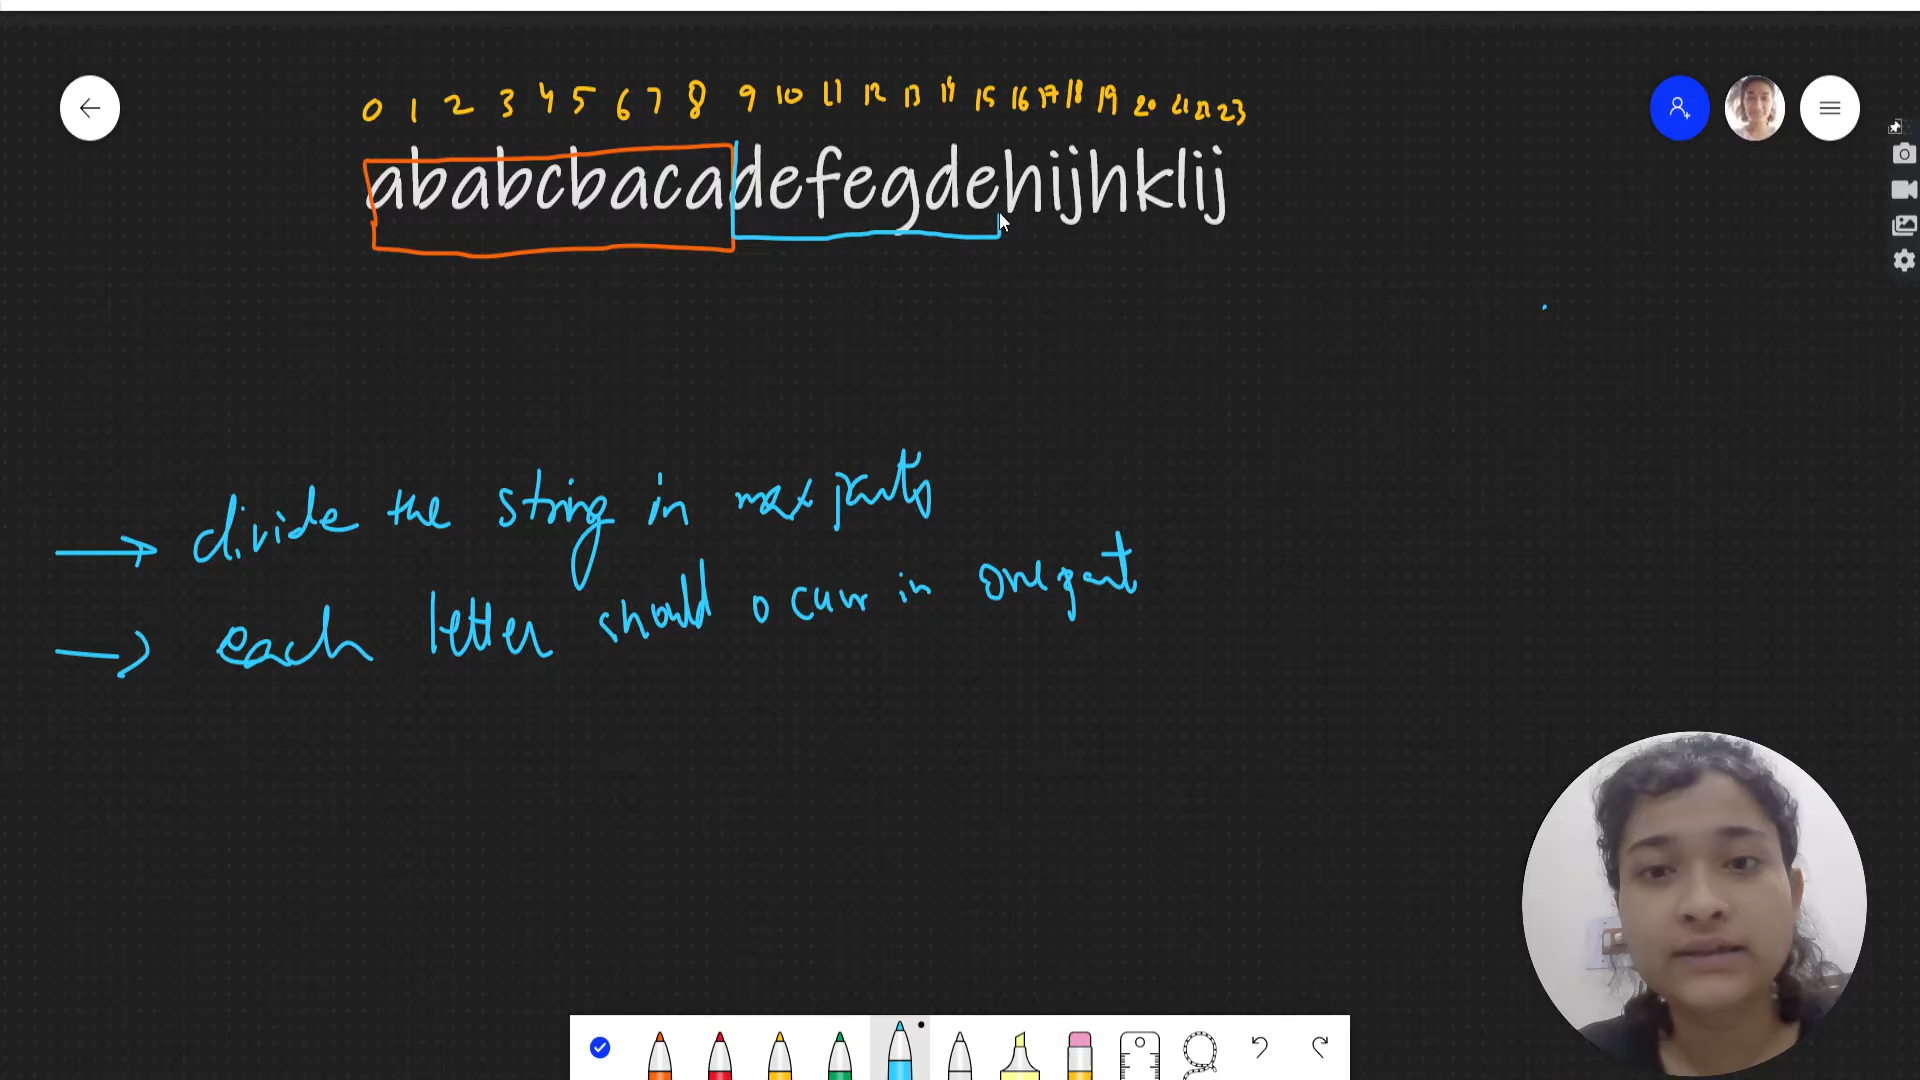 0 1 2 3 4 5 6 7 8 9 10 11 12 13 14 15 16 17 18 19 20 21 22 23
ababcbacadefegdehijhklij
→ divide the string in max parts
→ each letter should occur in one part